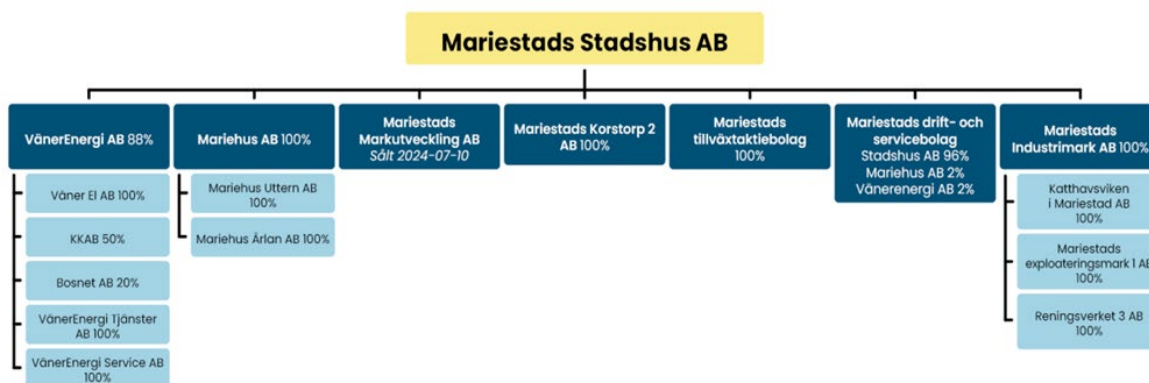 Mariestads Stadshus AB
VänerEnergi AB 88%
Väner El AB 100%
KKAB 50%
Bosnet AB 20%
VänerEnergi Tjänster
AB 100%
VänerEnergi Service AB
100%
Mariehus AB 100%
Mariehus Uttern AB
100%
Mariehus Ärlan AB 100%
Mariestads
Markutveckling AB
Sålt 2024-07-10
Mariestads Korstorp 2
AB 100%
Mariestads
tillväxtaktiebolag
100%
Mariestads drift- och
servicebolag
Stadshus AB 96%
Mariehus AB 2%
Vänerenergi AB 2%
Mariestads
Industrimark AB 100%
Katthavsviken
i Mariestad AB
100%
Mariestads
exploateringsmark 1 AB
100%
Reningsverket 3 AB
100%